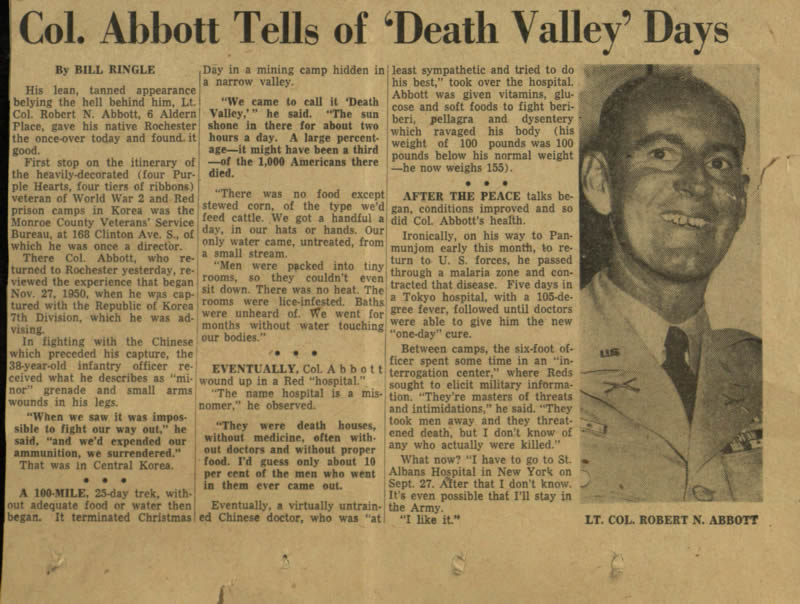 Col. Abbott Tells of 'Death Valley' Days
By BILL RINGLE
His lean, tanned appearance
belying the hell behind him, Lt.
Col. Robert N. Abbott, 6 Aldern
Place, gave his native Rochester
the once-over today and found it
good.
First stop on the itinerary of
the heavily-decorated (four Pur-
ple Hearts, four tiers of ribbons)
veteran of World War 2 and Red
prison camps in Korea was the
Monroe County Veterans' Service
Bureau, at 168 Clinton Ave. S., of
which he was once a director.
There Col. Abbott, who re-
turned to Rochester yesterday, re-
viewed the experience that began
Nov. 27, 1950, when he was cap-
tured with the Republic of Korea
7th Division, which he was ad-
vising.
In fighting with the Chinese
which preceded his capture, the
38-year-old infantry officer re-
ceived what he describes as "mi-
nor" grenade and small arms
wounds in his legs.
"When we saw it was impos-
sible to fight our way out," he
said, "and we'd expended our
ammunition, we surrendered."
That was in Central Korea.
• • •
A 100-MILE, 25-day trek, with-
out adequate food or water then
began. It terminated Christmas
Day in a mining camp hidden in
a narrow valley.
"We came to call it 'Death
Valley,'" he said. "The sun
shone in there for about two
hours a day. A large percent-
age—it might have been a third
—of the 1,000 Americans there
died.
"There was no food except
stewed corn, of the type we'd
feed cattle. We got a handful a
day, in our hats or hands. Our
only water came, untreated, from
a small stream.
"Men were packed into tiny
rooms, so they couldn't even
sit down. There was no heat. The
rooms were lice-infested. Baths
were unheard of. We went for
months without water touching
our bodies."
• • •
EVENTUALLY, Col. Abbott
wound up in a Red "hospital."
"The name hospital is a mis-
nomer," he observed.
"They were death houses,
without medicine, often with-
out doctors and without proper
food. I'd guess only about 10
per cent of the men who went
in them ever came out.
Eventually, a virtually untrain-
ed Chinese doctor, who was "at
least sympathetic and tried to do
his best," took over the hospital.
Abbott was given vitamins, glu-
cose and soft foods to fight beri-
beri, pellagra and dysentery
which ravaged his body (his
weight of 100 pounds was 100
pounds below his normal weight
—he now weighs 155).
• • •
AFTER THE PEACE talks be-
gan, conditions improved and so
did Col. Abbott's health.
Ironically, on his way to Pan-
munjom early this month, to re-
turn to U. S. forces, he passed
through a malaria zone and con-
tracted that disease. Five days in
a Tokyo hospital, with a 105-de-
gree fever, followed until doctors
were able to give him the new
"one-day" cure.
Between camps, the six-foot of-
ficer spent some time in an "in-
terrogation center," where Reds
sought to elicit military informa-
tion. "They're masters of threats
and intimidations," he said. "They
took men away and they threat-
ened death, but I don't know of
any who actually were killed."
What now? "I have to go to St.
Albans Hospital in New York on
Sept. 27. After that I don't know.
It's even possible that I'll stay in
the Army.
"I like it."
U.S.
LT. COL. ROBERT N. ABBOTT